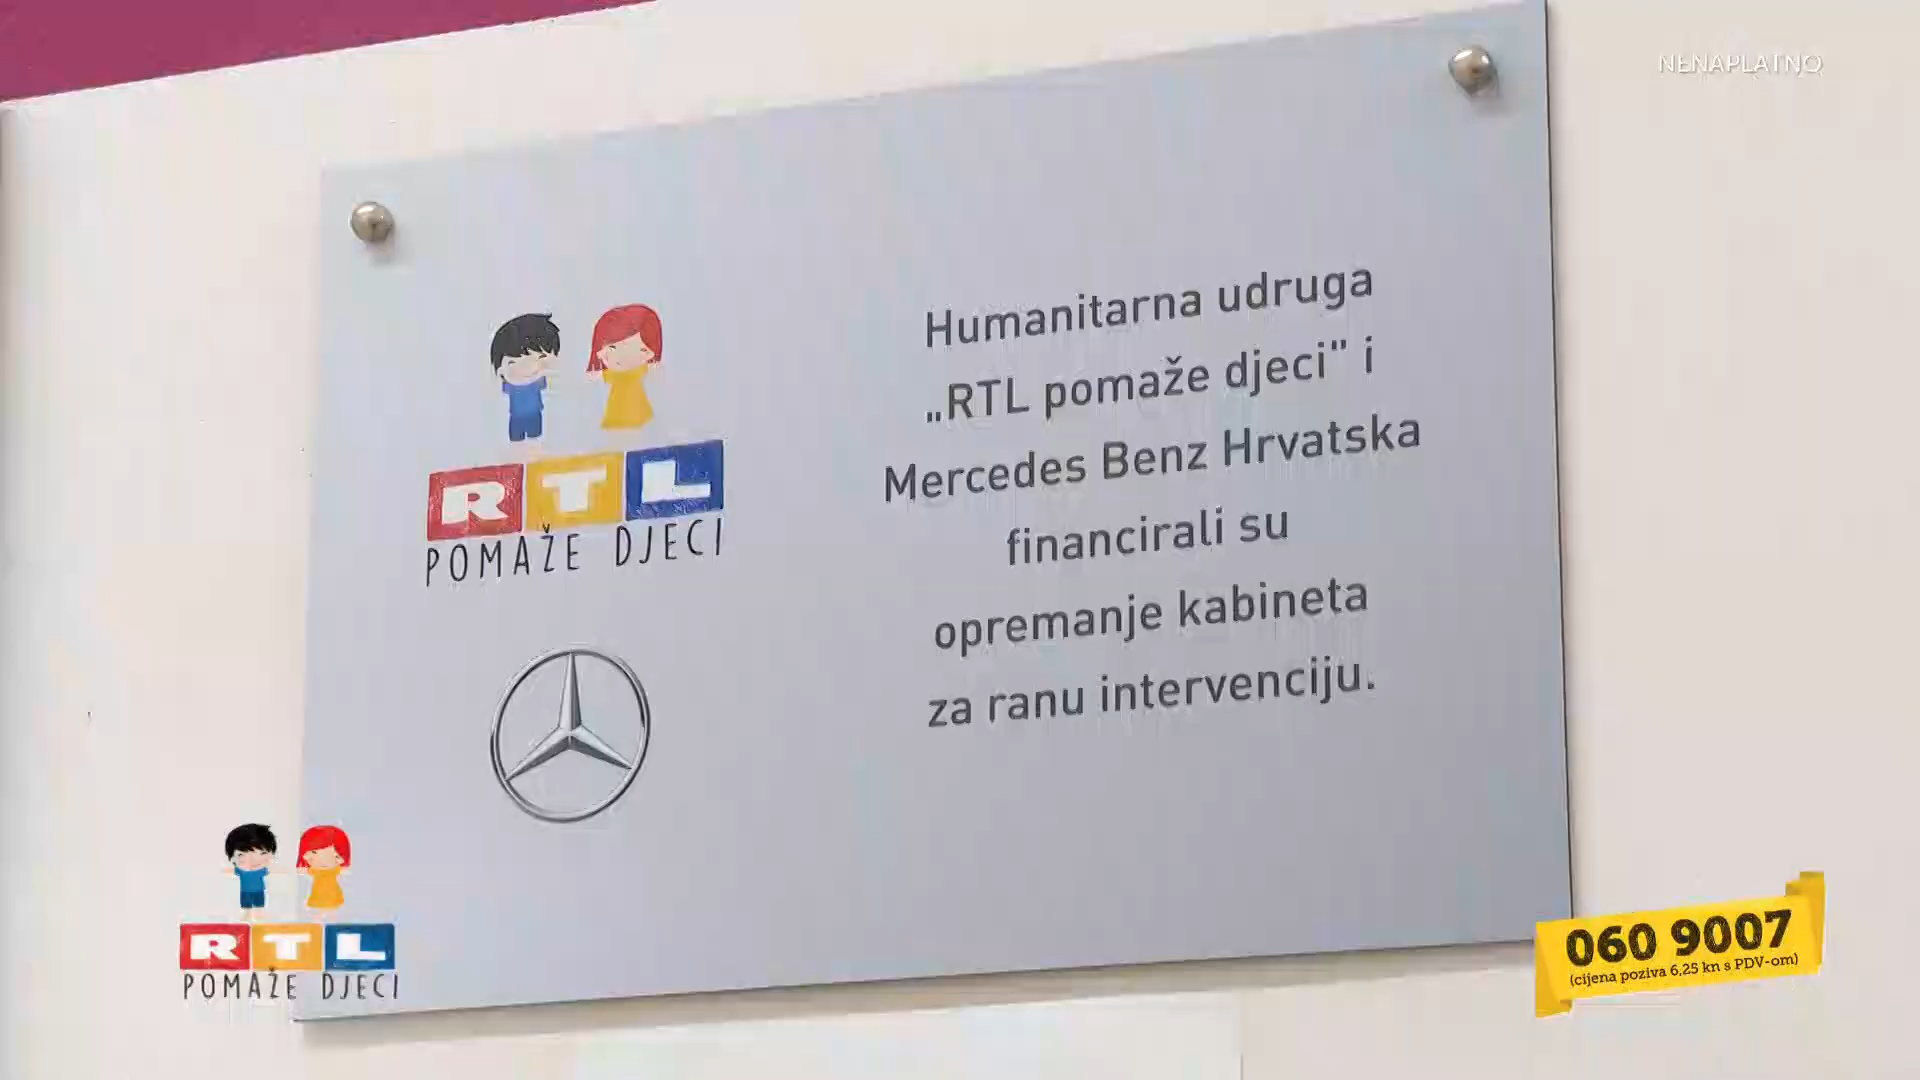 NENAPLATNO
Humanitarna udruga
„RTL pomaže djeci" i
Mercedes Benz Hrvatska
financirali su
opremanje kabineta
za ranu intervenciju.
RTL
POMAŽE DJECI
RTL
POMAŽE DJECI
060 9007
(cijena poziva 6,25 kn s PDV-om)